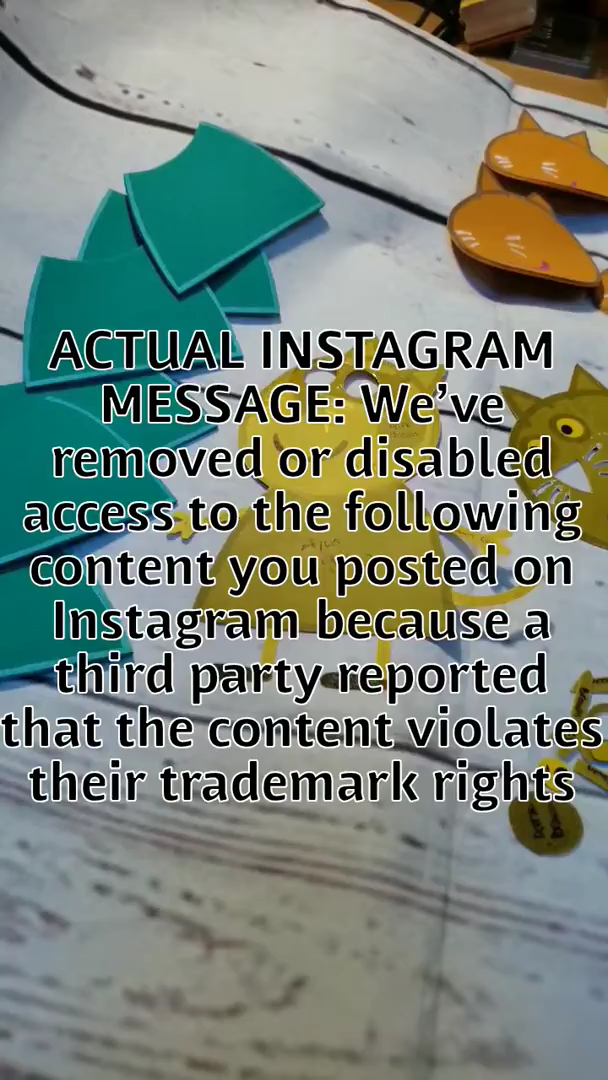 ACTUAL INSTAGRAM
MESSAGE: We’ve
removed or disabled
access to the following
content you posted on
Instagram because a
third party reported
that the content violates
their trademark rights